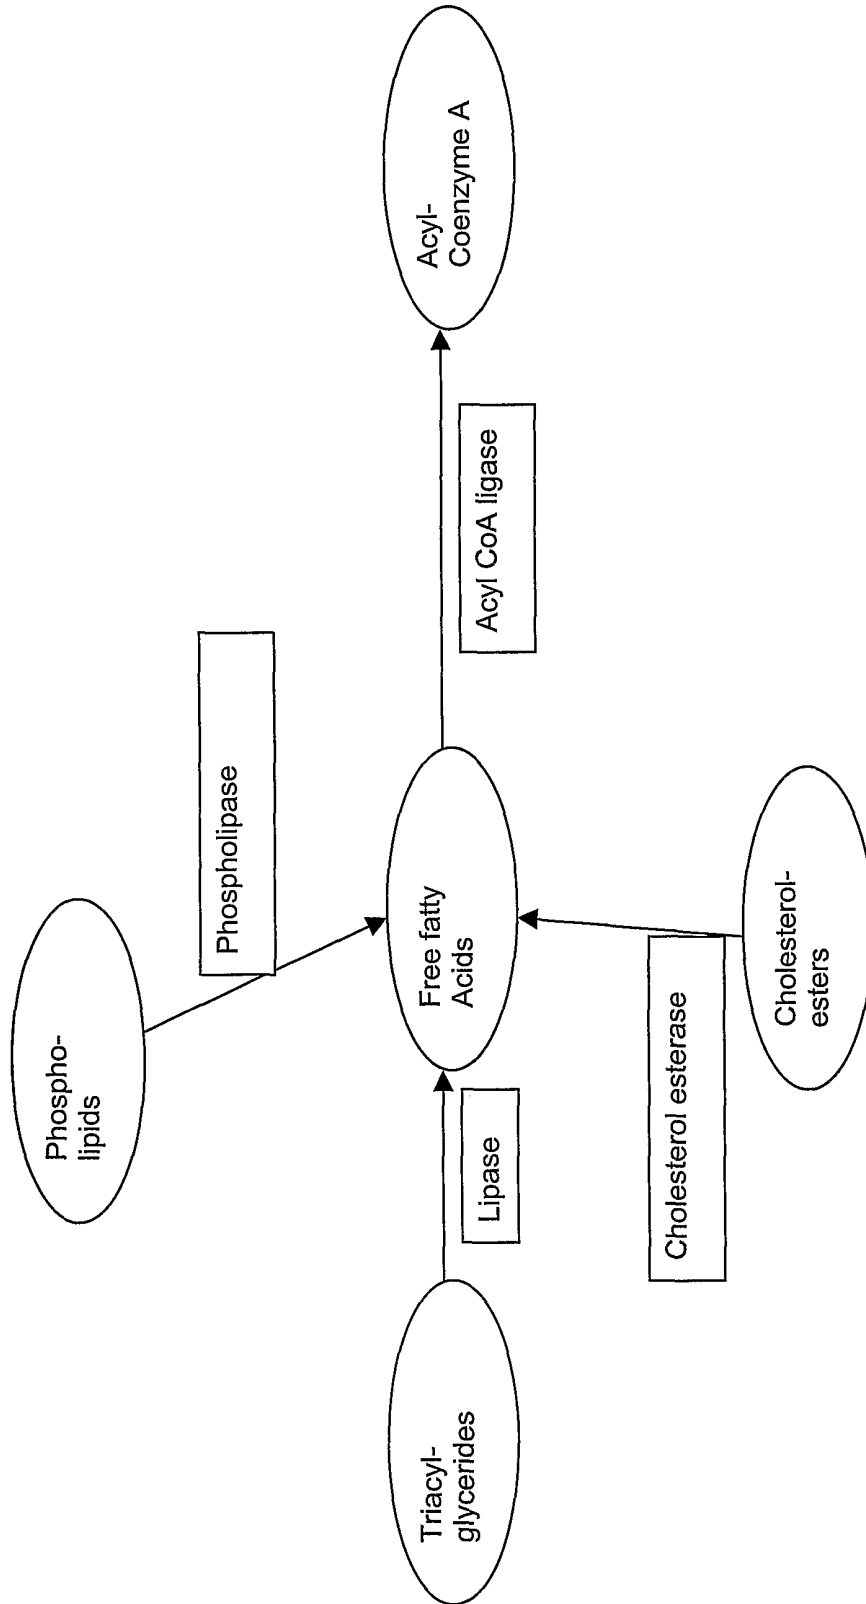 Phospho-
lipids
Phospholipase
Triacyl-
glycerides
Lipase
Free fatty
Acids
Acyl CoA ligase
Acyl-
Coenzyme A
Cholesterol esterase
Cholesterol-
esters